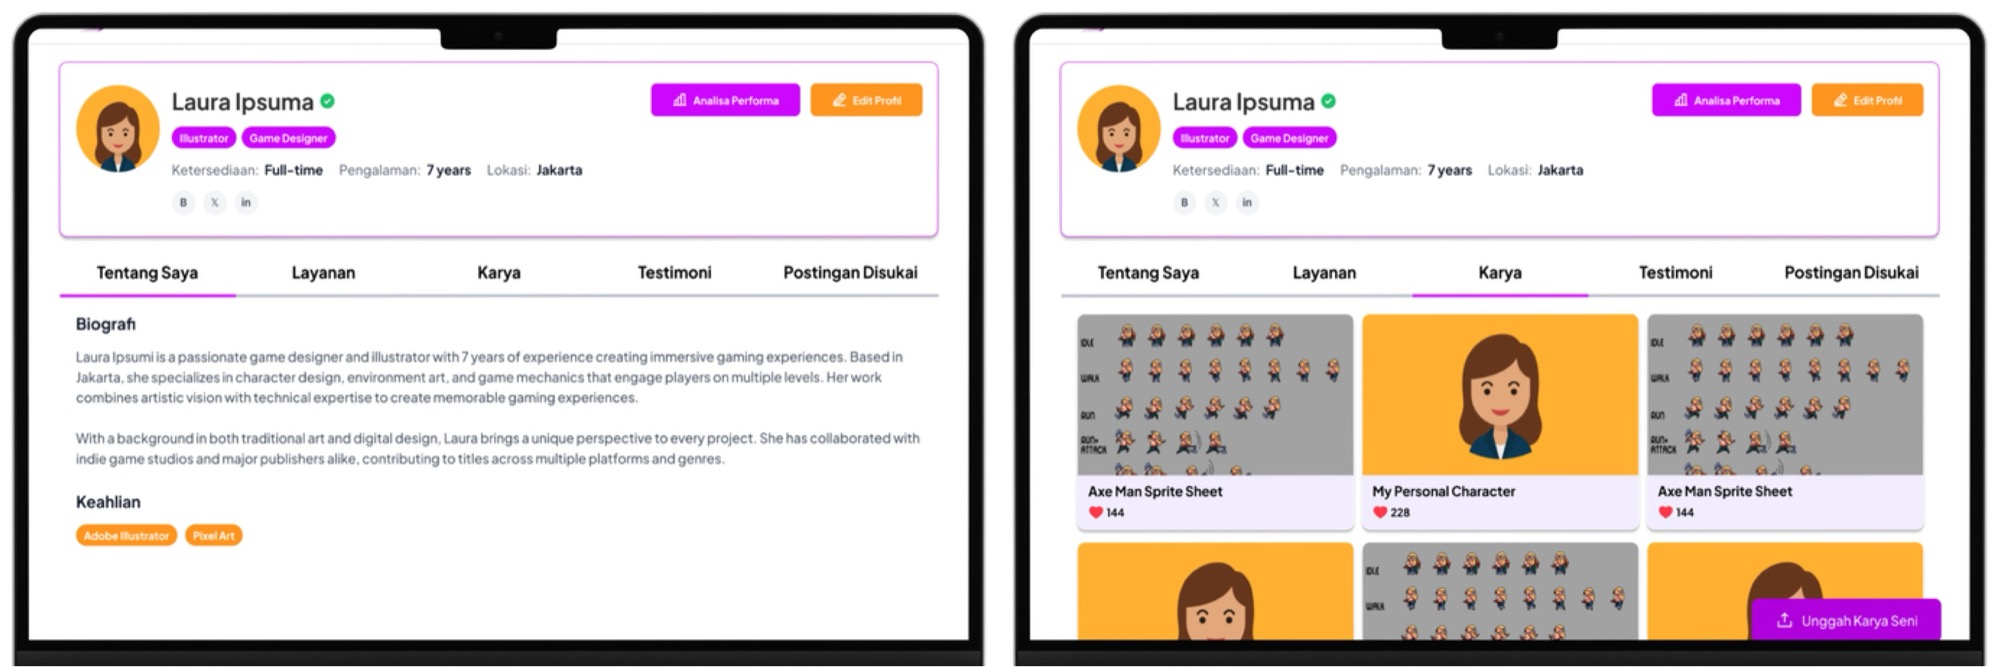 Laura Ipsuma
Analisa Performa
Edit Profil
Illustrator
Game Designer
Ketersediaan: Full-time Pengalaman: 7 years Lokasi: Jakarta
B
𝕏
in
Tentang Saya
Layanan
Karya
Testimoni
Postingan Disukai
Biografi
Laura Ipsumi is a passionate game designer and illustrator with 7 years of experience creating immersive gaming experiences. Based in
Jakarta, she specializes in character design, environment art, and game mechanics that engage players on multiple levels. Her work
combines artistic vision with technical expertise to create memorable gaming experiences.
With a background in both traditional art and digital design, Laura brings a unique perspective to every project. She has collaborated with
indie game studios and major publishers alike, contributing to titles across multiple platforms and genres.
Keahlian
Adobe Illustrator
Pixel Art
Laura Ipsuma
Analisa Performa
Edit Profil
Illustrator
Game Designer
Ketersediaan: Full-time Pengalaman: 7 years Lokasi: Jakarta
B
𝕏
in
Tentang Saya
Layanan
Karya
Testimoni
Postingan Disukai
IDLE
WALK
RUN
RUN+
ATTACK
Axe Man Sprite Sheet
144
My Personal Character
228
IDLE
WALK
RUN
RUN+
ATTACK
Axe Man Sprite Sheet
144
IDLE
WALK
Unggah Karya Seni